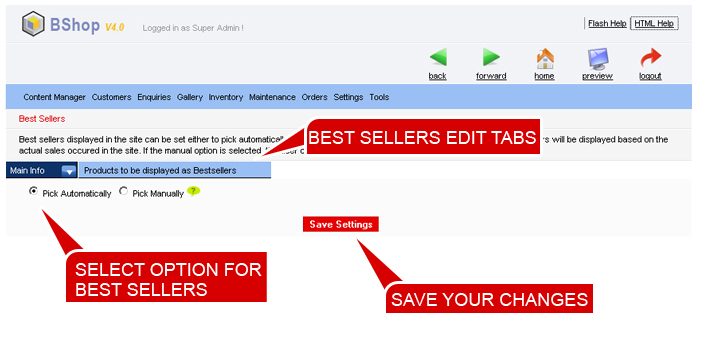 BShop V4.0 Logged in as Super Admin ! Flash Help HTML Help
back forward home preview logout
Content Manager Customers Enquiries Gallery Inventory Maintenance Orders Settings Tools
Best Sellers
Best sellers displayed in the site can be set either to pick automatically rs will be displayed based on the
BEST SELLERS EDIT TABS
actual sales occured in the site. If the manual option is selected
Main Info Products to be displayed as Bestsellers
Pick Automatically Pick Manually ?
Save Settings
SELECT OPTION FOR
BEST SELLERS
SAVE YOUR CHANGES